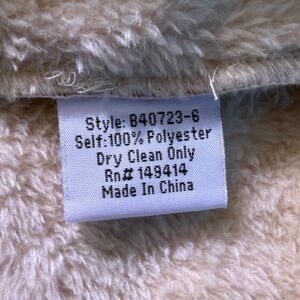 Style: B40723-6
Self:100% Polyester
Dry Clean Only
Rn# 149414
Made In China